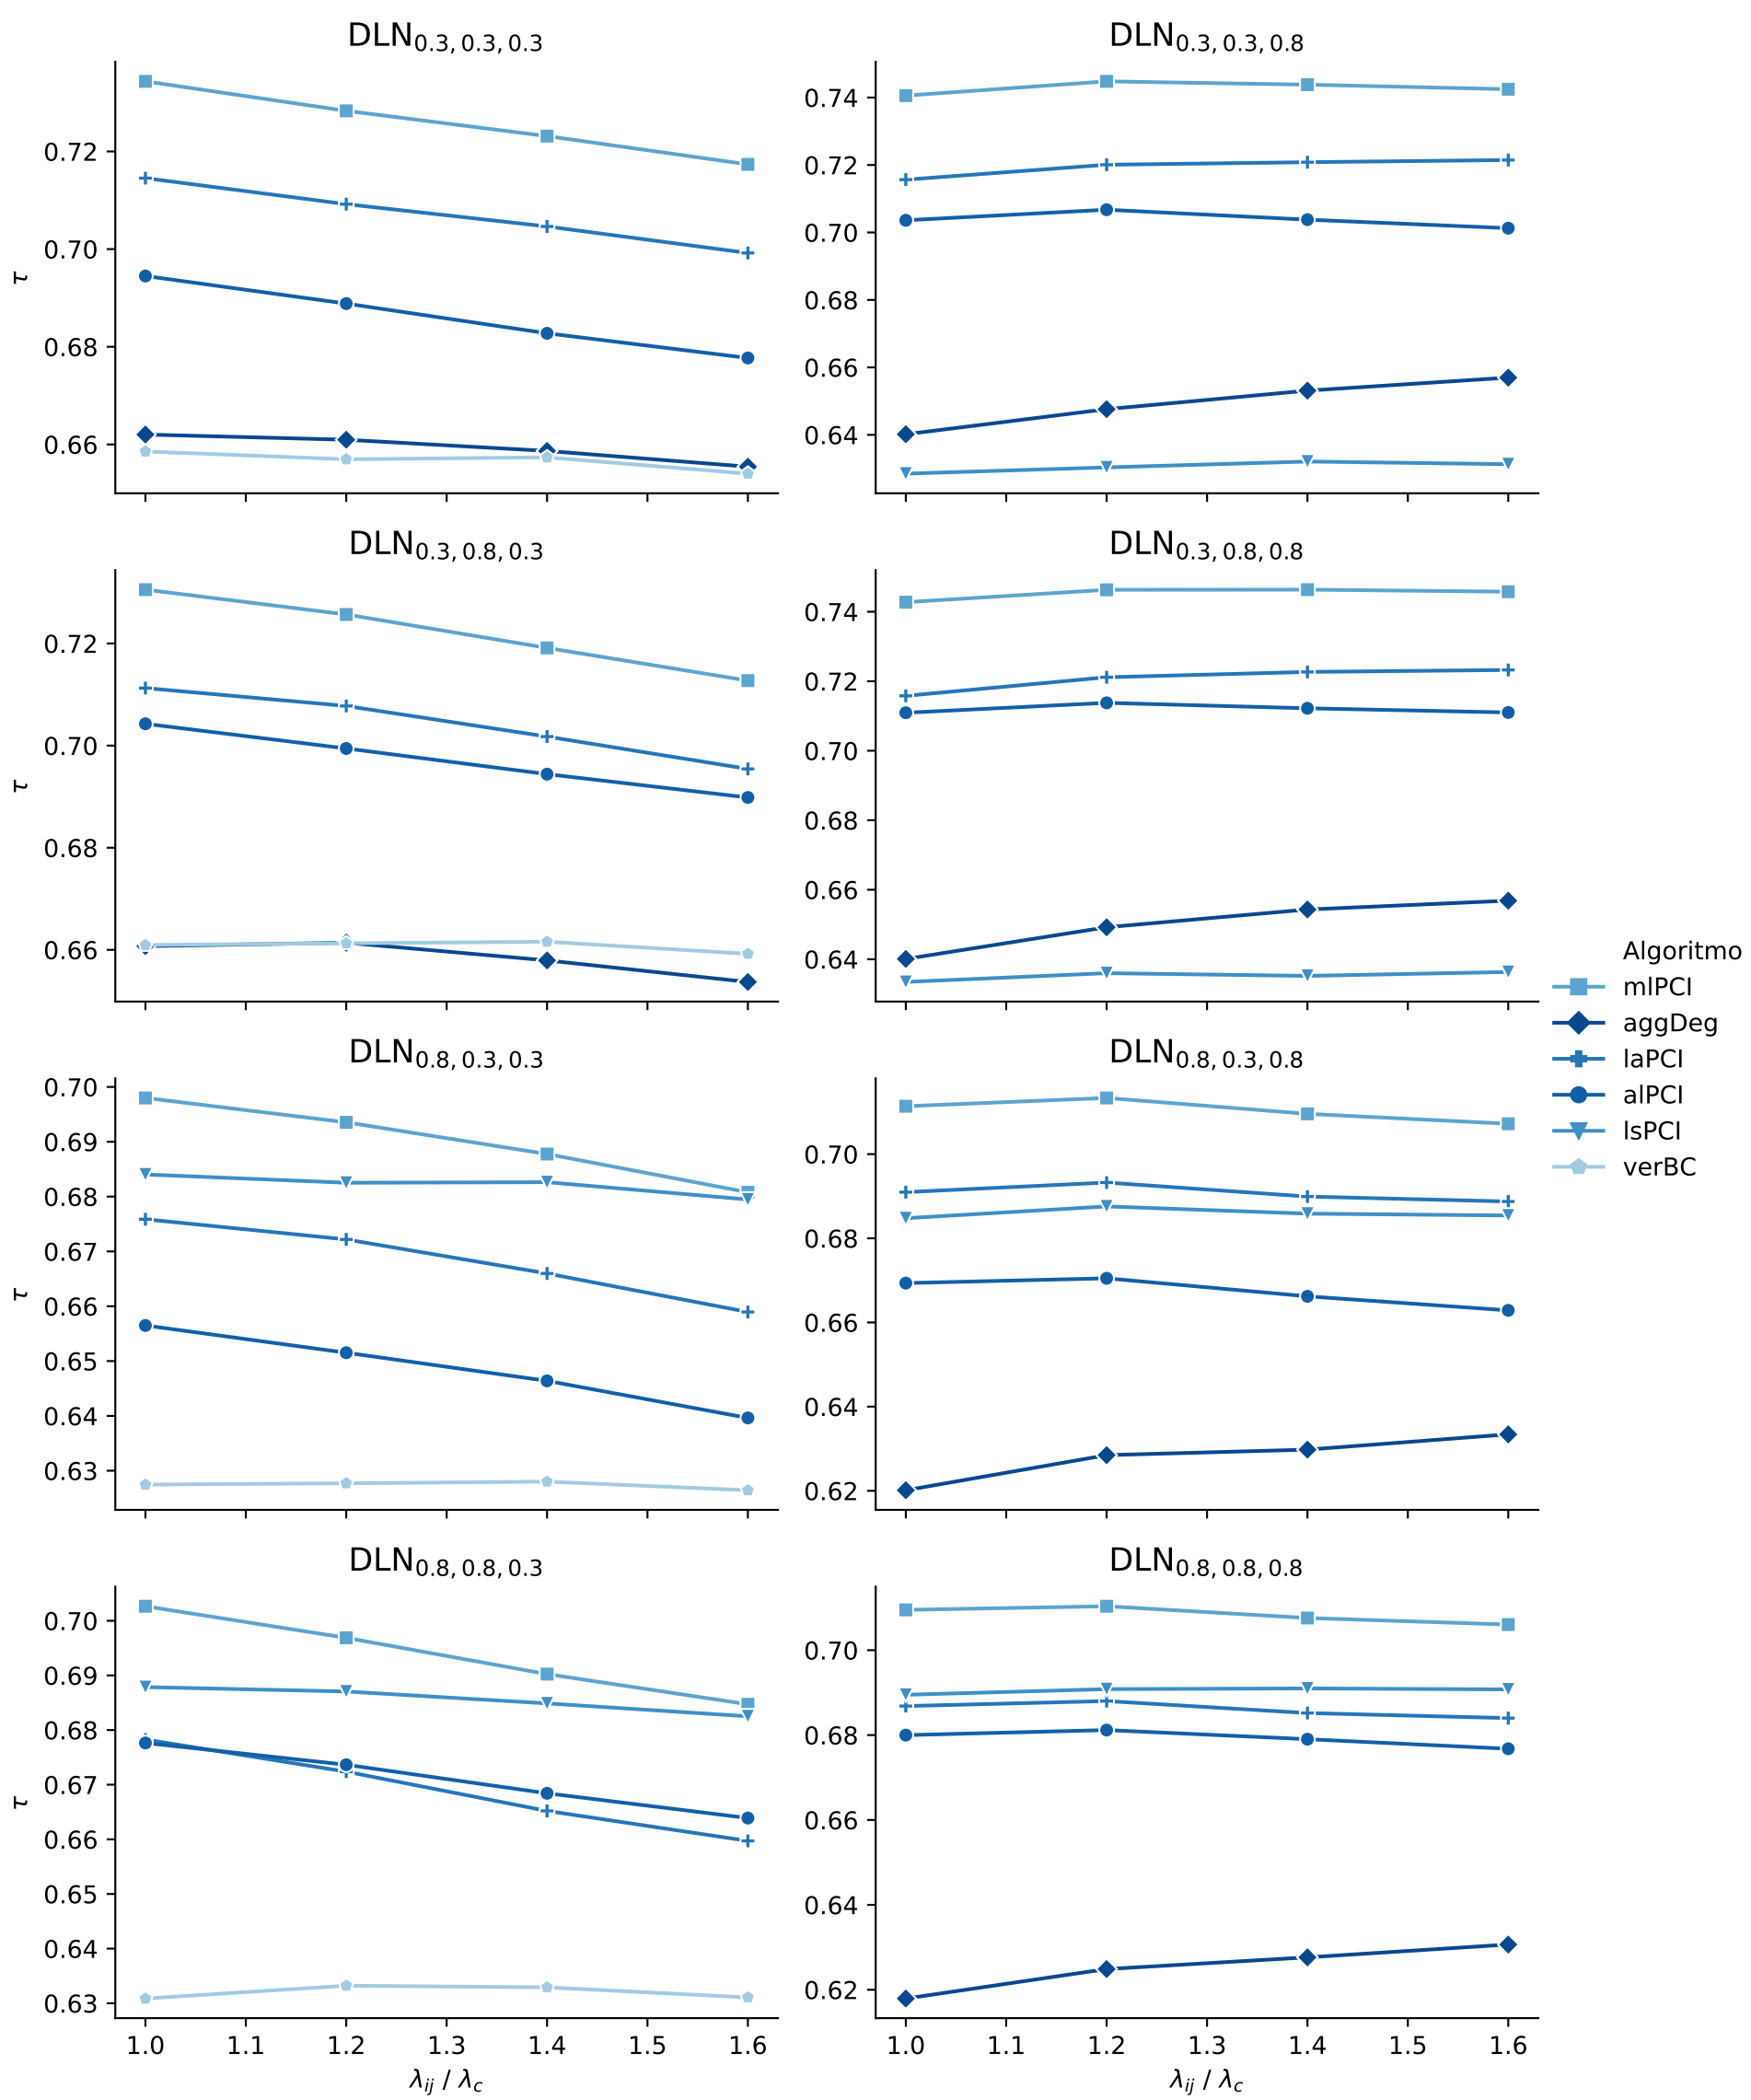 DLN0.3, 0.3, 0.3
τ
0.72
0.70
0.68
0.66
DLN0.3, 0.3, 0.8
0.74
0.72
0.70
0.68
0.66
0.64
DLN0.3, 0.8, 0.3
τ
0.72
0.70
0.68
0.66
DLN0.3, 0.8, 0.8
0.74
0.72
0.70
0.68
0.66
0.64
DLN0.8, 0.3, 0.3
τ
0.70
0.69
0.68
0.67
0.66
0.65
0.64
0.63
DLN0.8, 0.3, 0.8
0.70
0.68
0.66
0.64
0.62
DLN0.8, 0.8, 0.3
τ
0.70
0.69
0.68
0.67
0.66
0.65
0.64
0.63
1.0 1.1 1.2 1.3 1.4 1.5 1.6
λij / λc
DLN0.8, 0.8, 0.8
0.70
0.68
0.66
0.64
0.62
1.0 1.1 1.2 1.3 1.4 1.5 1.6
λij / λc
Algoritmo
mlPCI
aggDeg
laPCI
alPCI
lsPCI
verBC